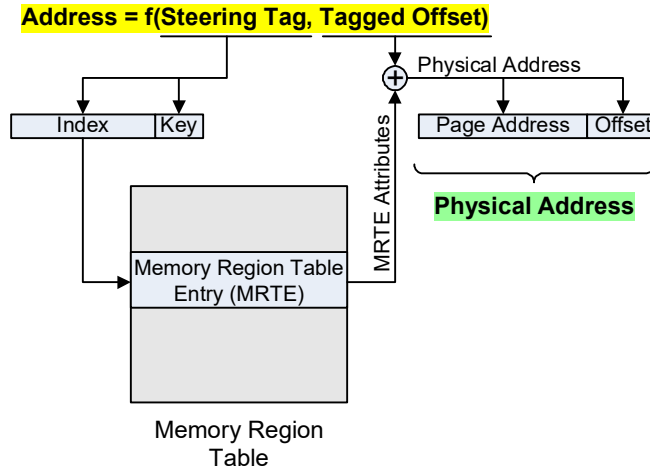 Address = f(Steering Tag, Tagged Offset)
Physical Address
Index
Key
Page Address
Offset
MRTE Attributes
Physical Address
Memory Region Table
Entry (MRTE)
Memory Region
Table